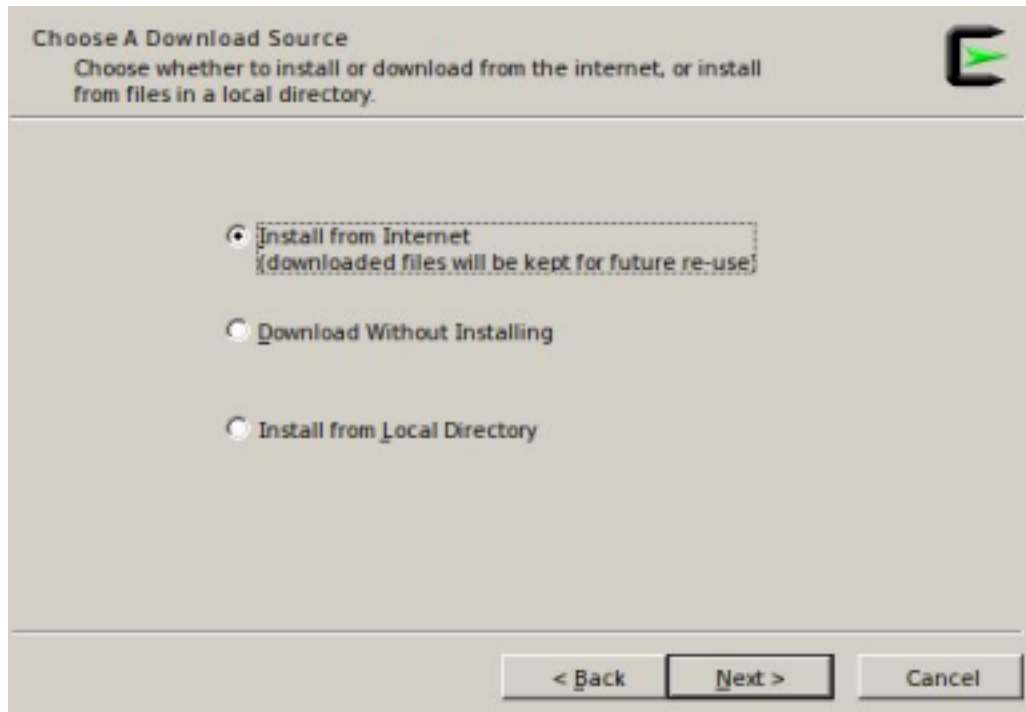 Choose A Download Source
Choose whether to install or download from the internet, or install
from files in a local directory.
Install from Internet
(downloaded files will be kept for future re-use)
Download Without Installing
Install from Local Directory
< Back
Next >
Cancel